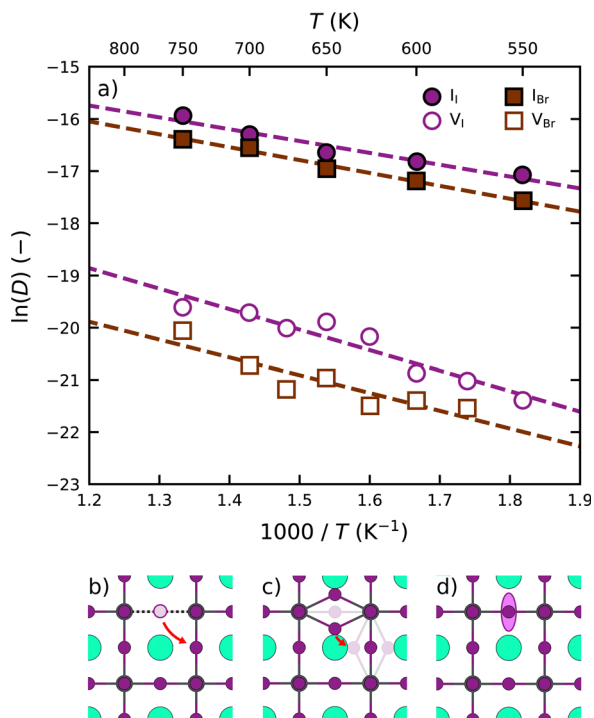 T (K)
800 750 700 650 600 550
a)
I_I I_Br
V_I V_Br
−15
−16
−17
−18
−19
−20
−21
−22
−23
ln(D) (−)
1.2 1.3 1.4 1.5 1.6 1.7 1.8 1.9
1000 / T (K⁻¹)
b) c) d)